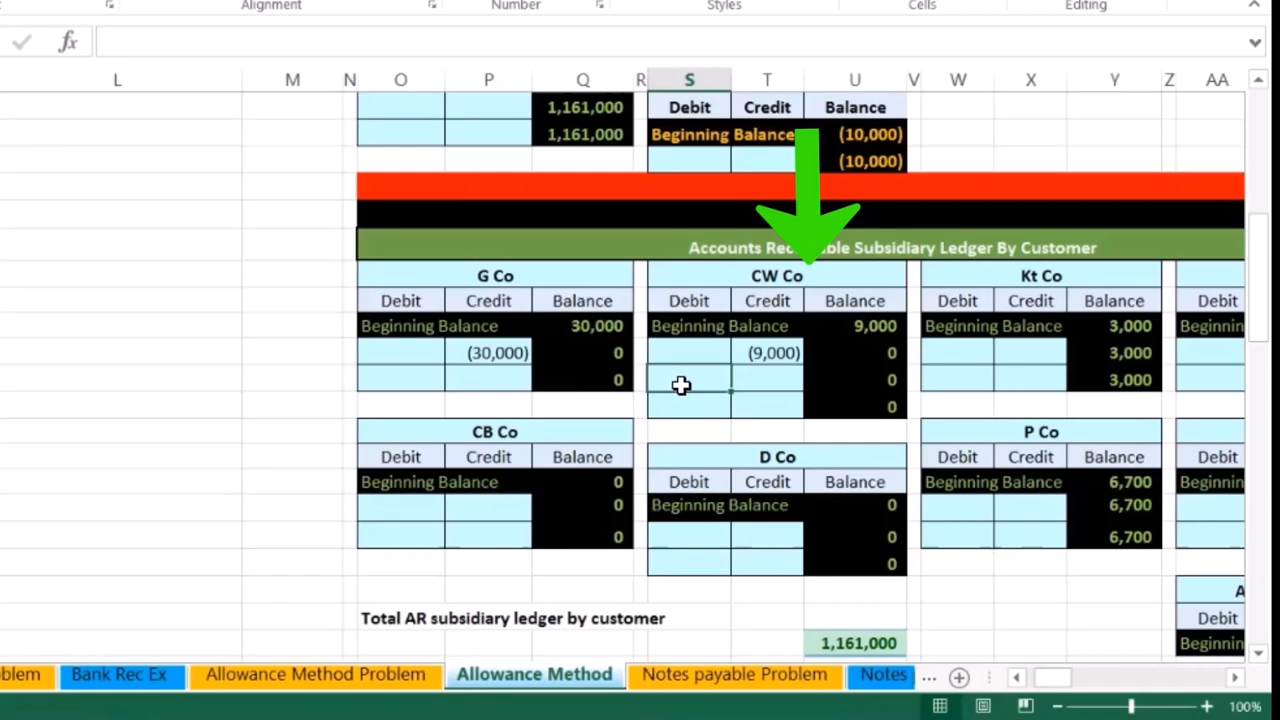 Alignment Number Styles Cells Editing
fx
L M N O P Q R S T U V W X Y Z AA
1,161,000 Debit Credit Balance
1,161,000 Beginning Balance (10,000)
(10,000)
Accounts Rec able Subsidiary Ledger By Customer
G Co CW Co Kt Co
Debit Credit Balance Debit Credit Balance Debit Credit Balance Debit
Beginning Balance 30,000 Beginning Balance 9,000 Beginning Balance 3,000 Beginnin
(30,000) 0 (9,000) 0 3,000
0 0 3,000
0
CB Co P Co
D Co
Debit Credit Balance Debit Credit Balance Debit
Debit Credit Balance
Beginning Balance 0 Beginning Balance 6,700 Beginnin
0 Beginning Balance 0 6,700
0 0 6,700
0
A
Total AR subsidiary ledger by customer Debit
1,161,000 Beginnin
blem Bank Rec Ex Allowance Method Problem Allowance Method Notes payable Problem Notes ...
100%